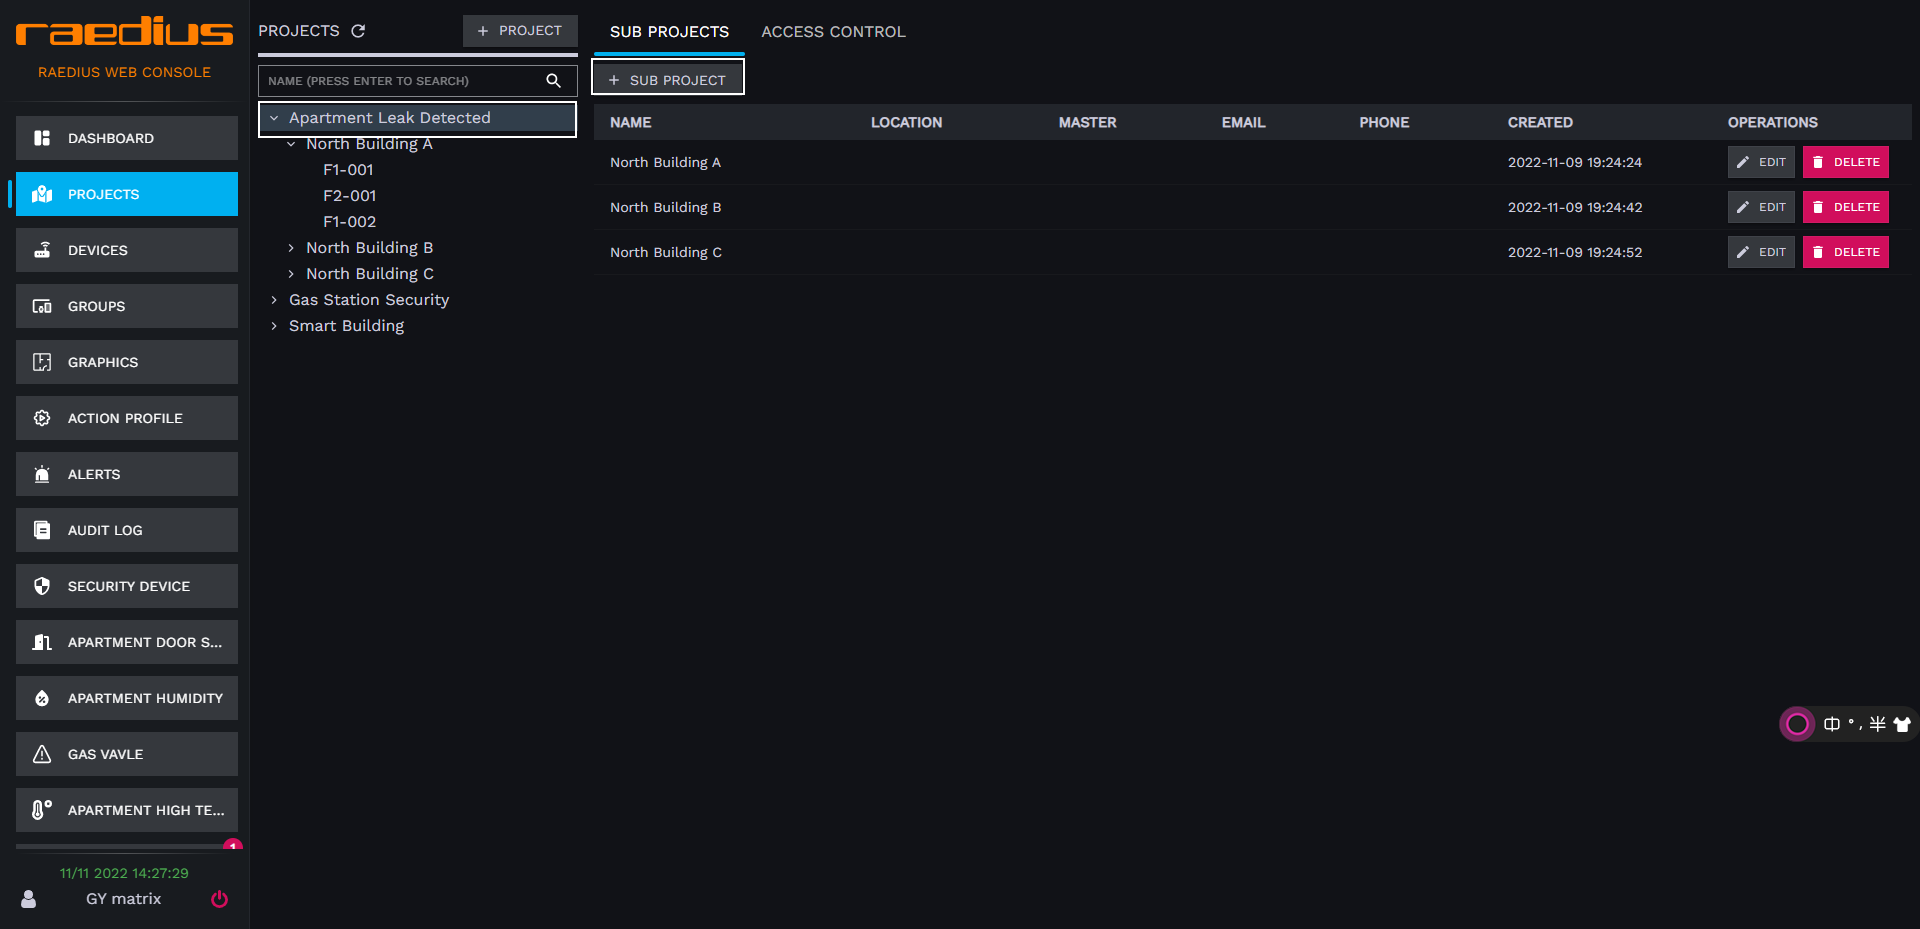 raedius
RAEDIUS WEB CONSOLE
DASHBOARD
PROJECTS
DEVICES
GROUPS
GRAPHICS
ACTION PROFILE
ALERTS
AUDIT LOG
SECURITY DEVICE
APARTMENT DOOR S...
APARTMENT HUMIDITY
GAS VAVLE
APARTMENT HIGH TE...
1
11/11 2022 14:27:29
GY matrix
PROJECTS
+ PROJECT
NAME (PRESS ENTER TO SEARCH)
Apartment Leak Detected
North Building A
F1-001
F2-001
F1-002
North Building B
North Building C
Gas Station Security
Smart Building
SUB PROJECTS ACCESS CONTROL
+ SUB PROJECT
NAME LOCATION MASTER EMAIL PHONE CREATED OPERATIONS
North Building A 2022-11-09 19:24:24 EDIT DELETE
North Building B 2022-11-09 19:24:42 EDIT DELETE
North Building C 2022-11-09 19:24:52 EDIT DELETE
中 °, 半